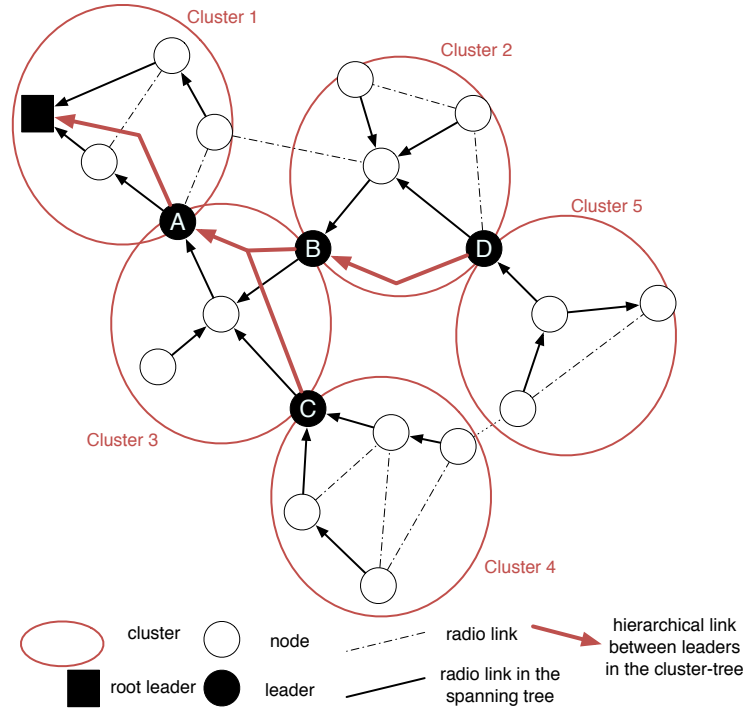 Cluster 1
Cluster 2
A
B
D
Cluster 5
C
Cluster 3
Cluster 4
cluster
node
radio link
hierarchical link
between leaders
in the cluster-tree
root leader
leader
radio link in the
spanning tree